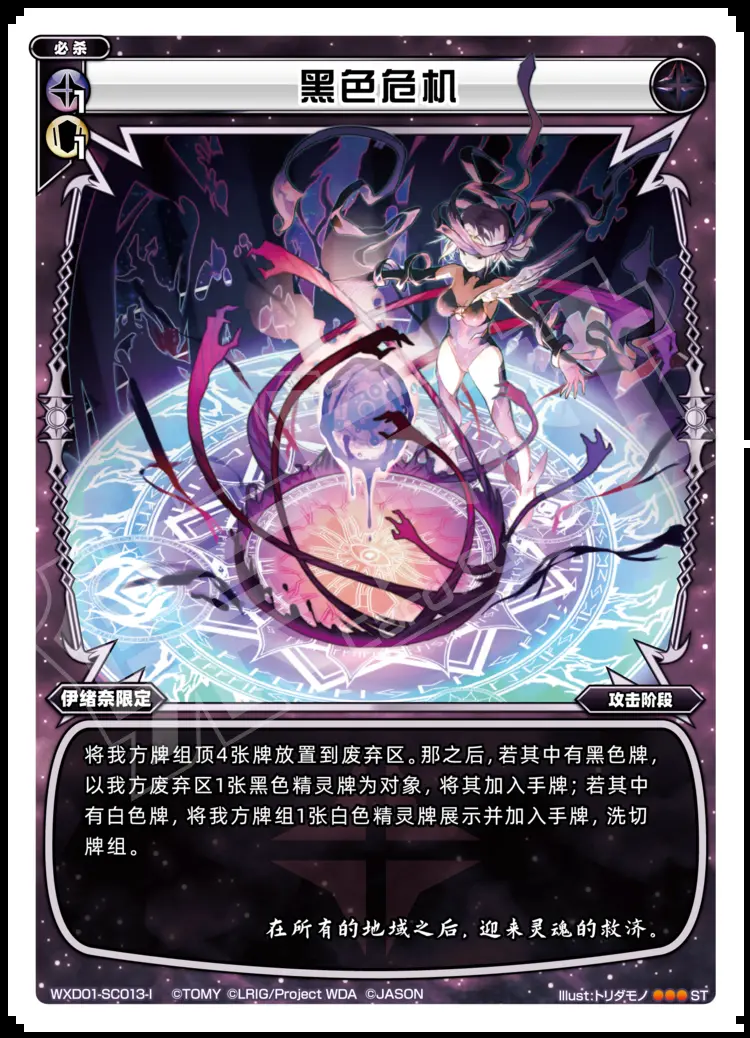 必杀
1
黑色危机
1
伊绪奈限定
攻击阶段
将我方牌组顶4张牌放置到废弃区。那之后,若其中有黑色牌,
以我方废弃区1张黑色精灵牌为对象,将其加入手牌;若其中
有白色牌,将我方牌组1张白色精灵牌展示并加入手牌,洗切
牌组。
在所有的地域之后,迎来灵魂的救济。
WXD01-SC013-I ©TOMY ©LRIG/Project WDA ©JASON
Illust:トリダモノ ST